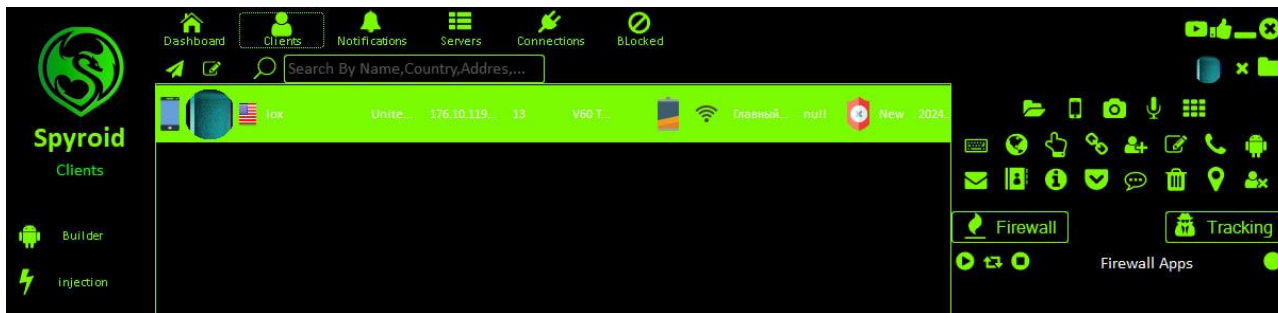 Dashboard Clients Notifications Servers Connections BLocked
Search By Name,Country,Addres,...
lox Unite... 176.10.119... 13 V60 T... Главный... null New 2024...
Spyroid
Clients
Builder
injection
Firewall Tracking
Firewall Apps